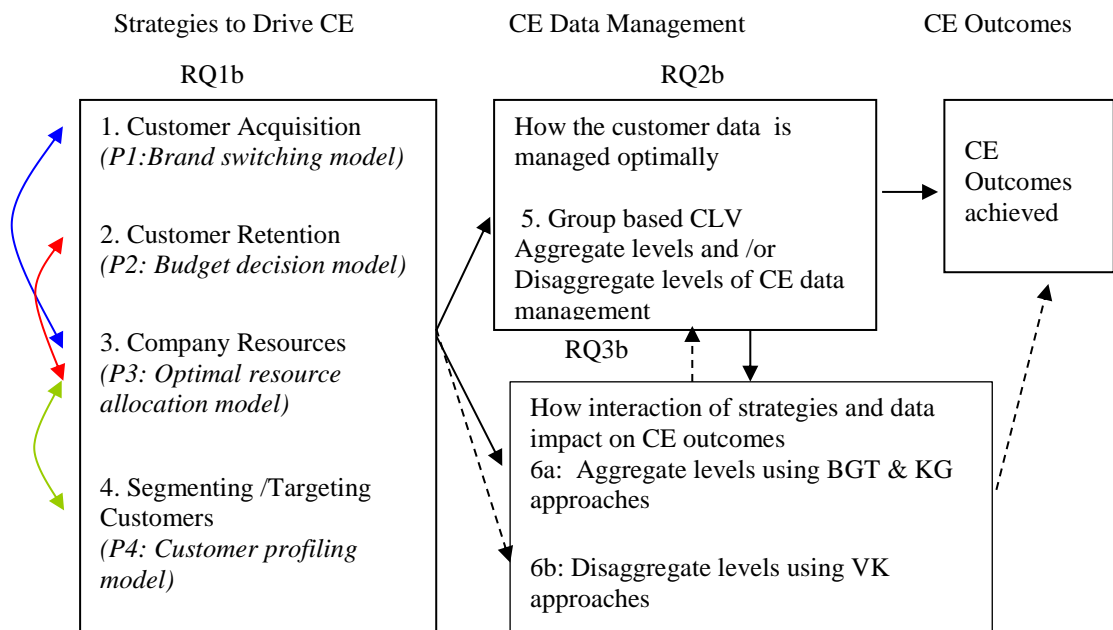 Strategies to Drive CE
CE Data Management
CE Outcomes
RQ1b
RQ2b
1. Customer Acquisition
(P1:Brand switching model)
2. Customer Retention
(P2: Budget decision model)
3. Company Resources
(P3: Optimal resource
allocation model)
4. Segmenting /Targeting
Customers
(P4: Customer profiling
model)
How the customer data is
managed optimally
5. Group based CLV
Aggregate levels and /or
Disaggregate levels of CE data
management
RQ3b
How interaction of strategies and data
impact on CE outcomes
6a: Aggregate levels using BGT & KG
approaches
6b: Disaggregate levels using VK
approaches
CE
Outcomes
achieved